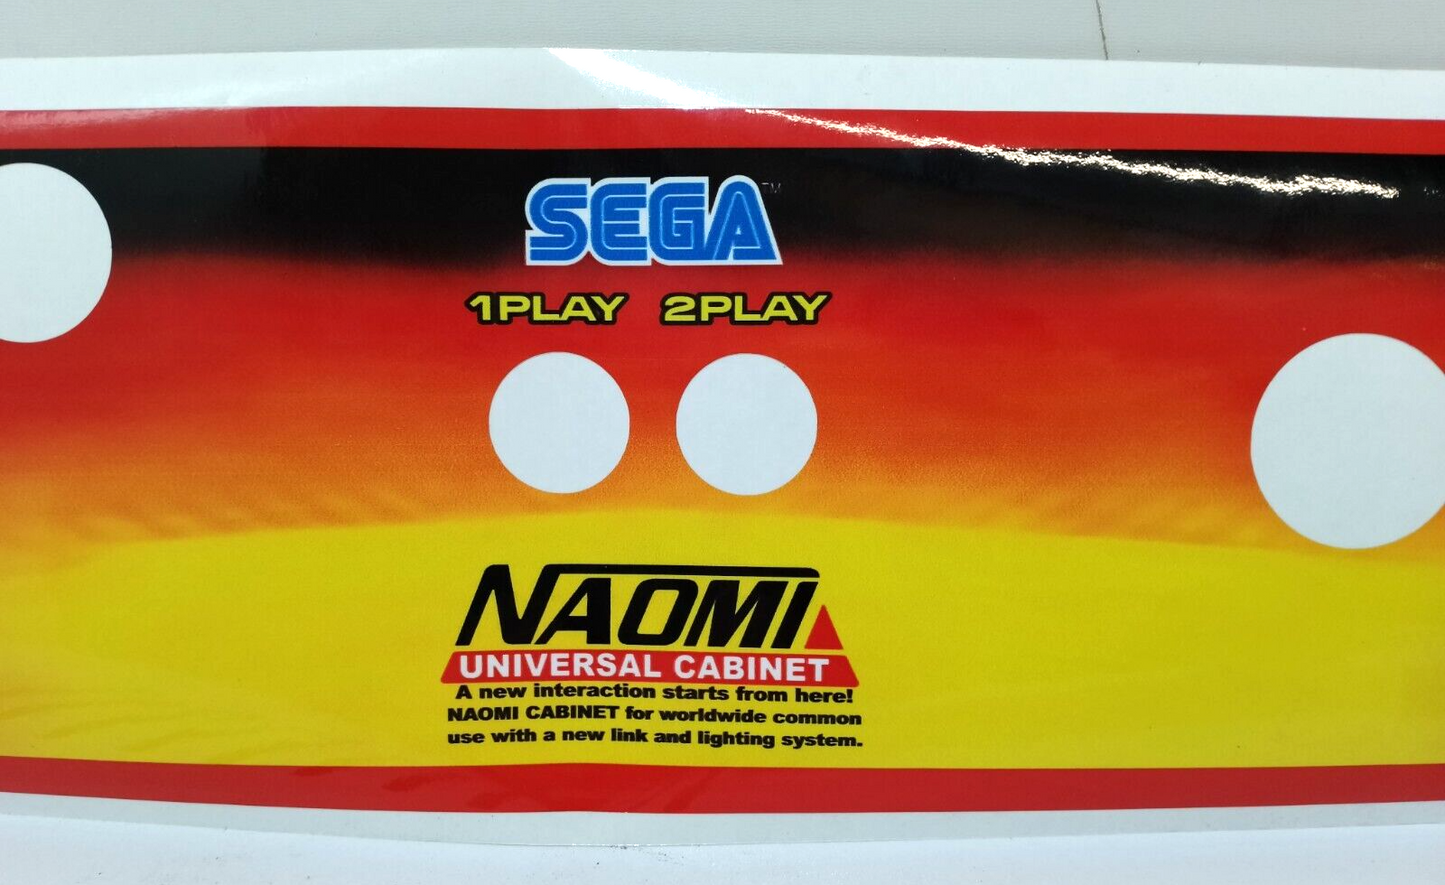 SEGA™
1PLAY 2PLAY
NAOMI
UNIVERSAL CABINET
A new interaction starts from here!
NAOMI CABINET for worldwide common
use with a new link and lighting system.